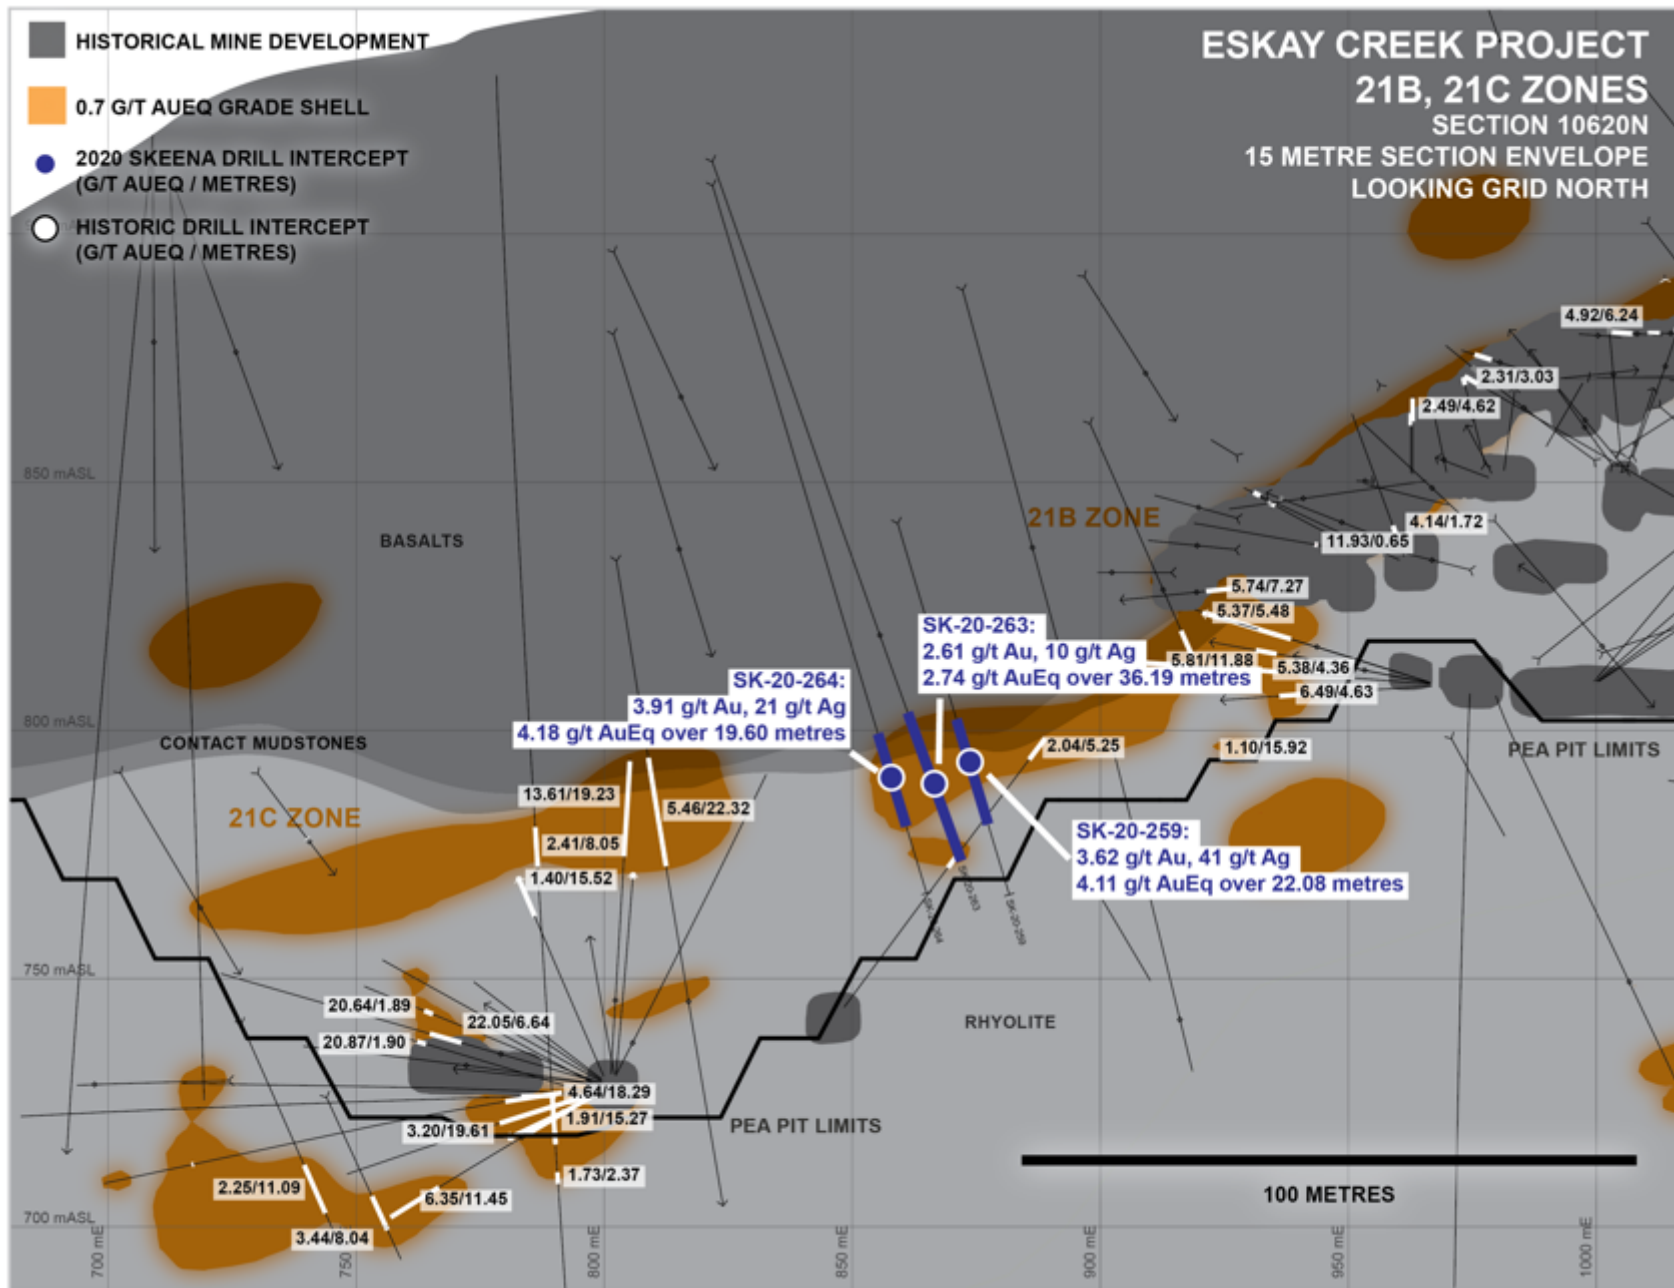 HISTORICAL MINE DEVELOPMENT
0.7 G/T AUEQ GRADE SHELL
2020 SKEENA DRILL INTERCEPT
(G/T AUEQ / METRES)
HISTORIC DRILL INTERCEPT
(G/T AUEQ / METRES)
ESKAY CREEK PROJECT
21B, 21C ZONES
SECTION 10620N
15 METRE SECTION ENVELOPE
LOOKING GRID NORTH
4.92/6.24
2.31/3.03
2.49/4.62
850 mASL
21B ZONE
4.14/1.72
11.93/0.65
BASALTS
5.74/7.27
5.37/5.48
SK-20-263:
2.61 g/t Au, 10 g/t Ag
2.74 g/t AuEq over 36.19 metres
5.81/11.88
5.38/4.36
6.49/4.63
SK-20-264:
3.91 g/t Au, 21 g/t Ag
4.18 g/t AuEq over 19.60 metres
800 mASL
CONTACT MUDSTONES
2.04/5.25
1.10/15.92
PEA PIT LIMITS
13.61/19.23
5.46/22.32
21C ZONE
2.41/8.05
1.40/15.52
SK-20-259:
3.62 g/t Au, 41 g/t Ag
4.11 g/t AuEq over 22.08 metres
SK-20-263
SK-20-259
750 mASL
20.64/1.89
22.05/6.64
20.87/1.90
RHYOLITE
4.64/18.29
1.91/15.27
3.20/19.61
PEA PIT LIMITS
1.73/2.37
2.25/11.09
6.35/11.45
3.44/8.04
100 METRES
700 mASL
700 mE
750
800 mE
850 mE
900 mE
950 mE
1000 mE